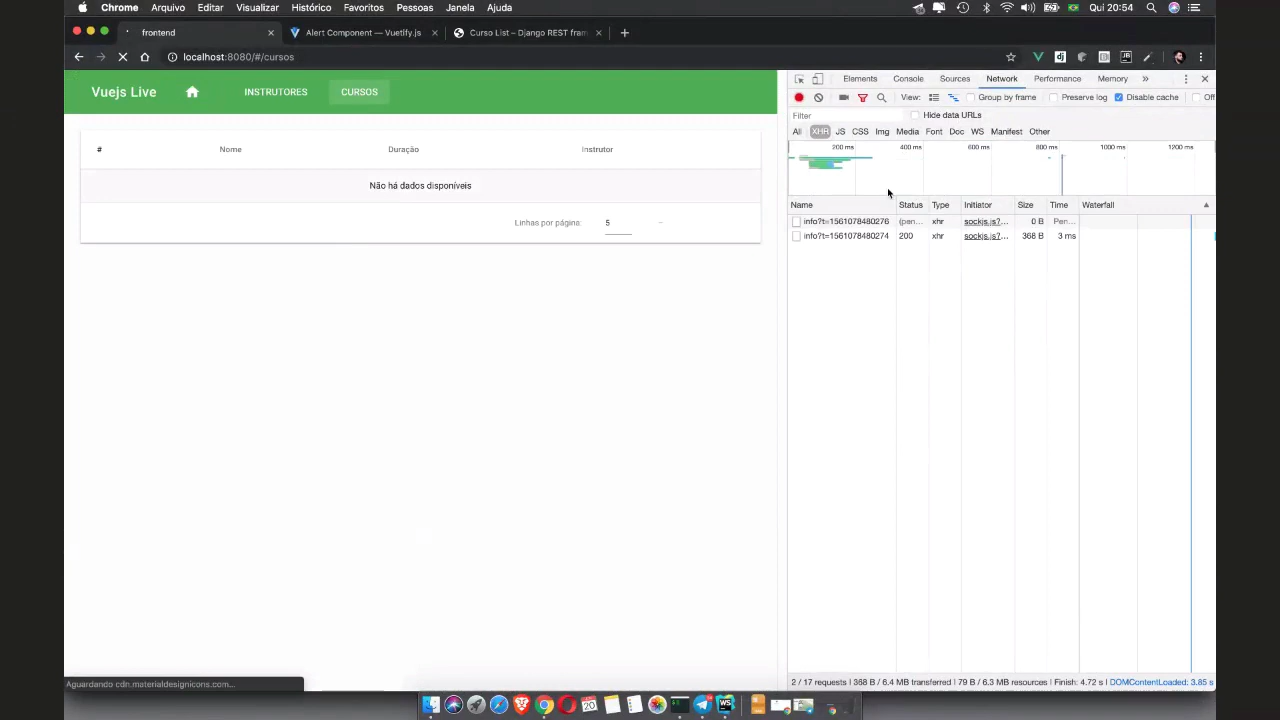 Chrome Arquivo Editar Visualizar Histórico Favoritos Pessoas Janela Ajuda Qui 20:54
frontend Alert Component — Vuetify.js Curso List – Django REST fram
localhost:8080/#/cursos
Vuejs Live INSTRUTORES CURSOS
# Nome Duração Instrutor
Não há dados disponíveis
Linhas por página: 5 –
Aguardando cdn.materialdesignicons.com...
Elements Console Sources Network Performance Memory »
View: Group by frame Preserve log Disable cache Off
Filter Hide data URLs
All XHR JS CSS Img Media Font Doc WS Manifest Other
200 ms 400 ms 600 ms 800 ms 1000 ms 1200 ms
Name Status Type Initiator Size Time Waterfall
info?t=1561078480276 (pen... xhr sockjs.js?... 0 B Pen...
info?t=1561078480274 200 xhr sockjs.js?... 368 B 3 ms
2 / 17 requests | 368 B / 6.4 MB transferred | 79 B / 6.3 MB resources | Finish: 4.72 s | DOMContentLoaded: 3.85 s